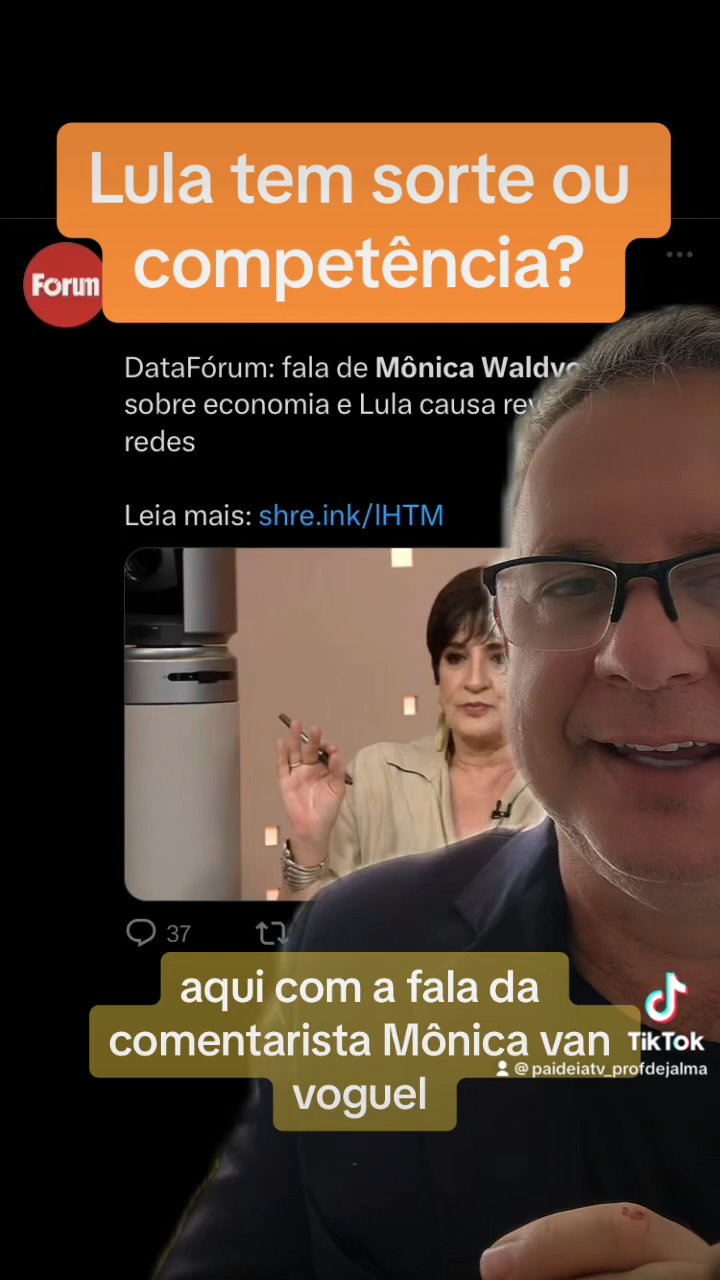 Lula tem sorte ou
competência?
Forum
DataFórum: fala de Mônica
sobre economia e Lula causa
redes
Leia mais: shre.ink/lHTM
37
aqui com a fala da
comentarista Mônica van
voguel
TikTok
@paideiatv_profdejalma